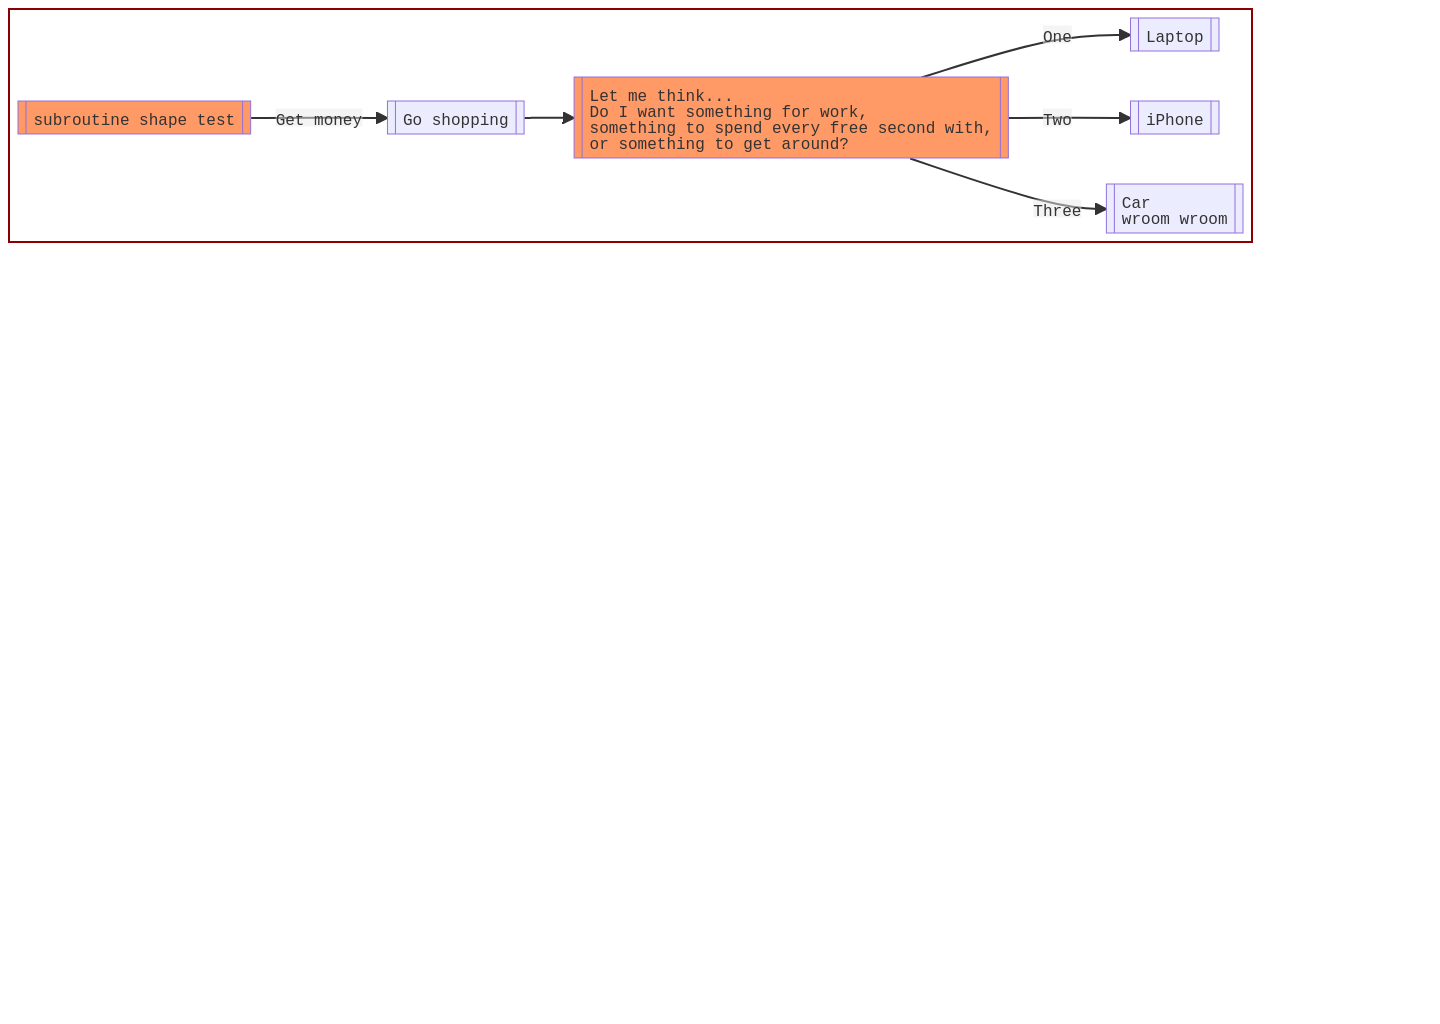 subroutine shape test
Get money
Go shopping
Let me think...
Do I want something for work,
something to spend every free second with,
or something to get around?
One
Laptop
Two
iPhone
Three
Car
wroom wroom